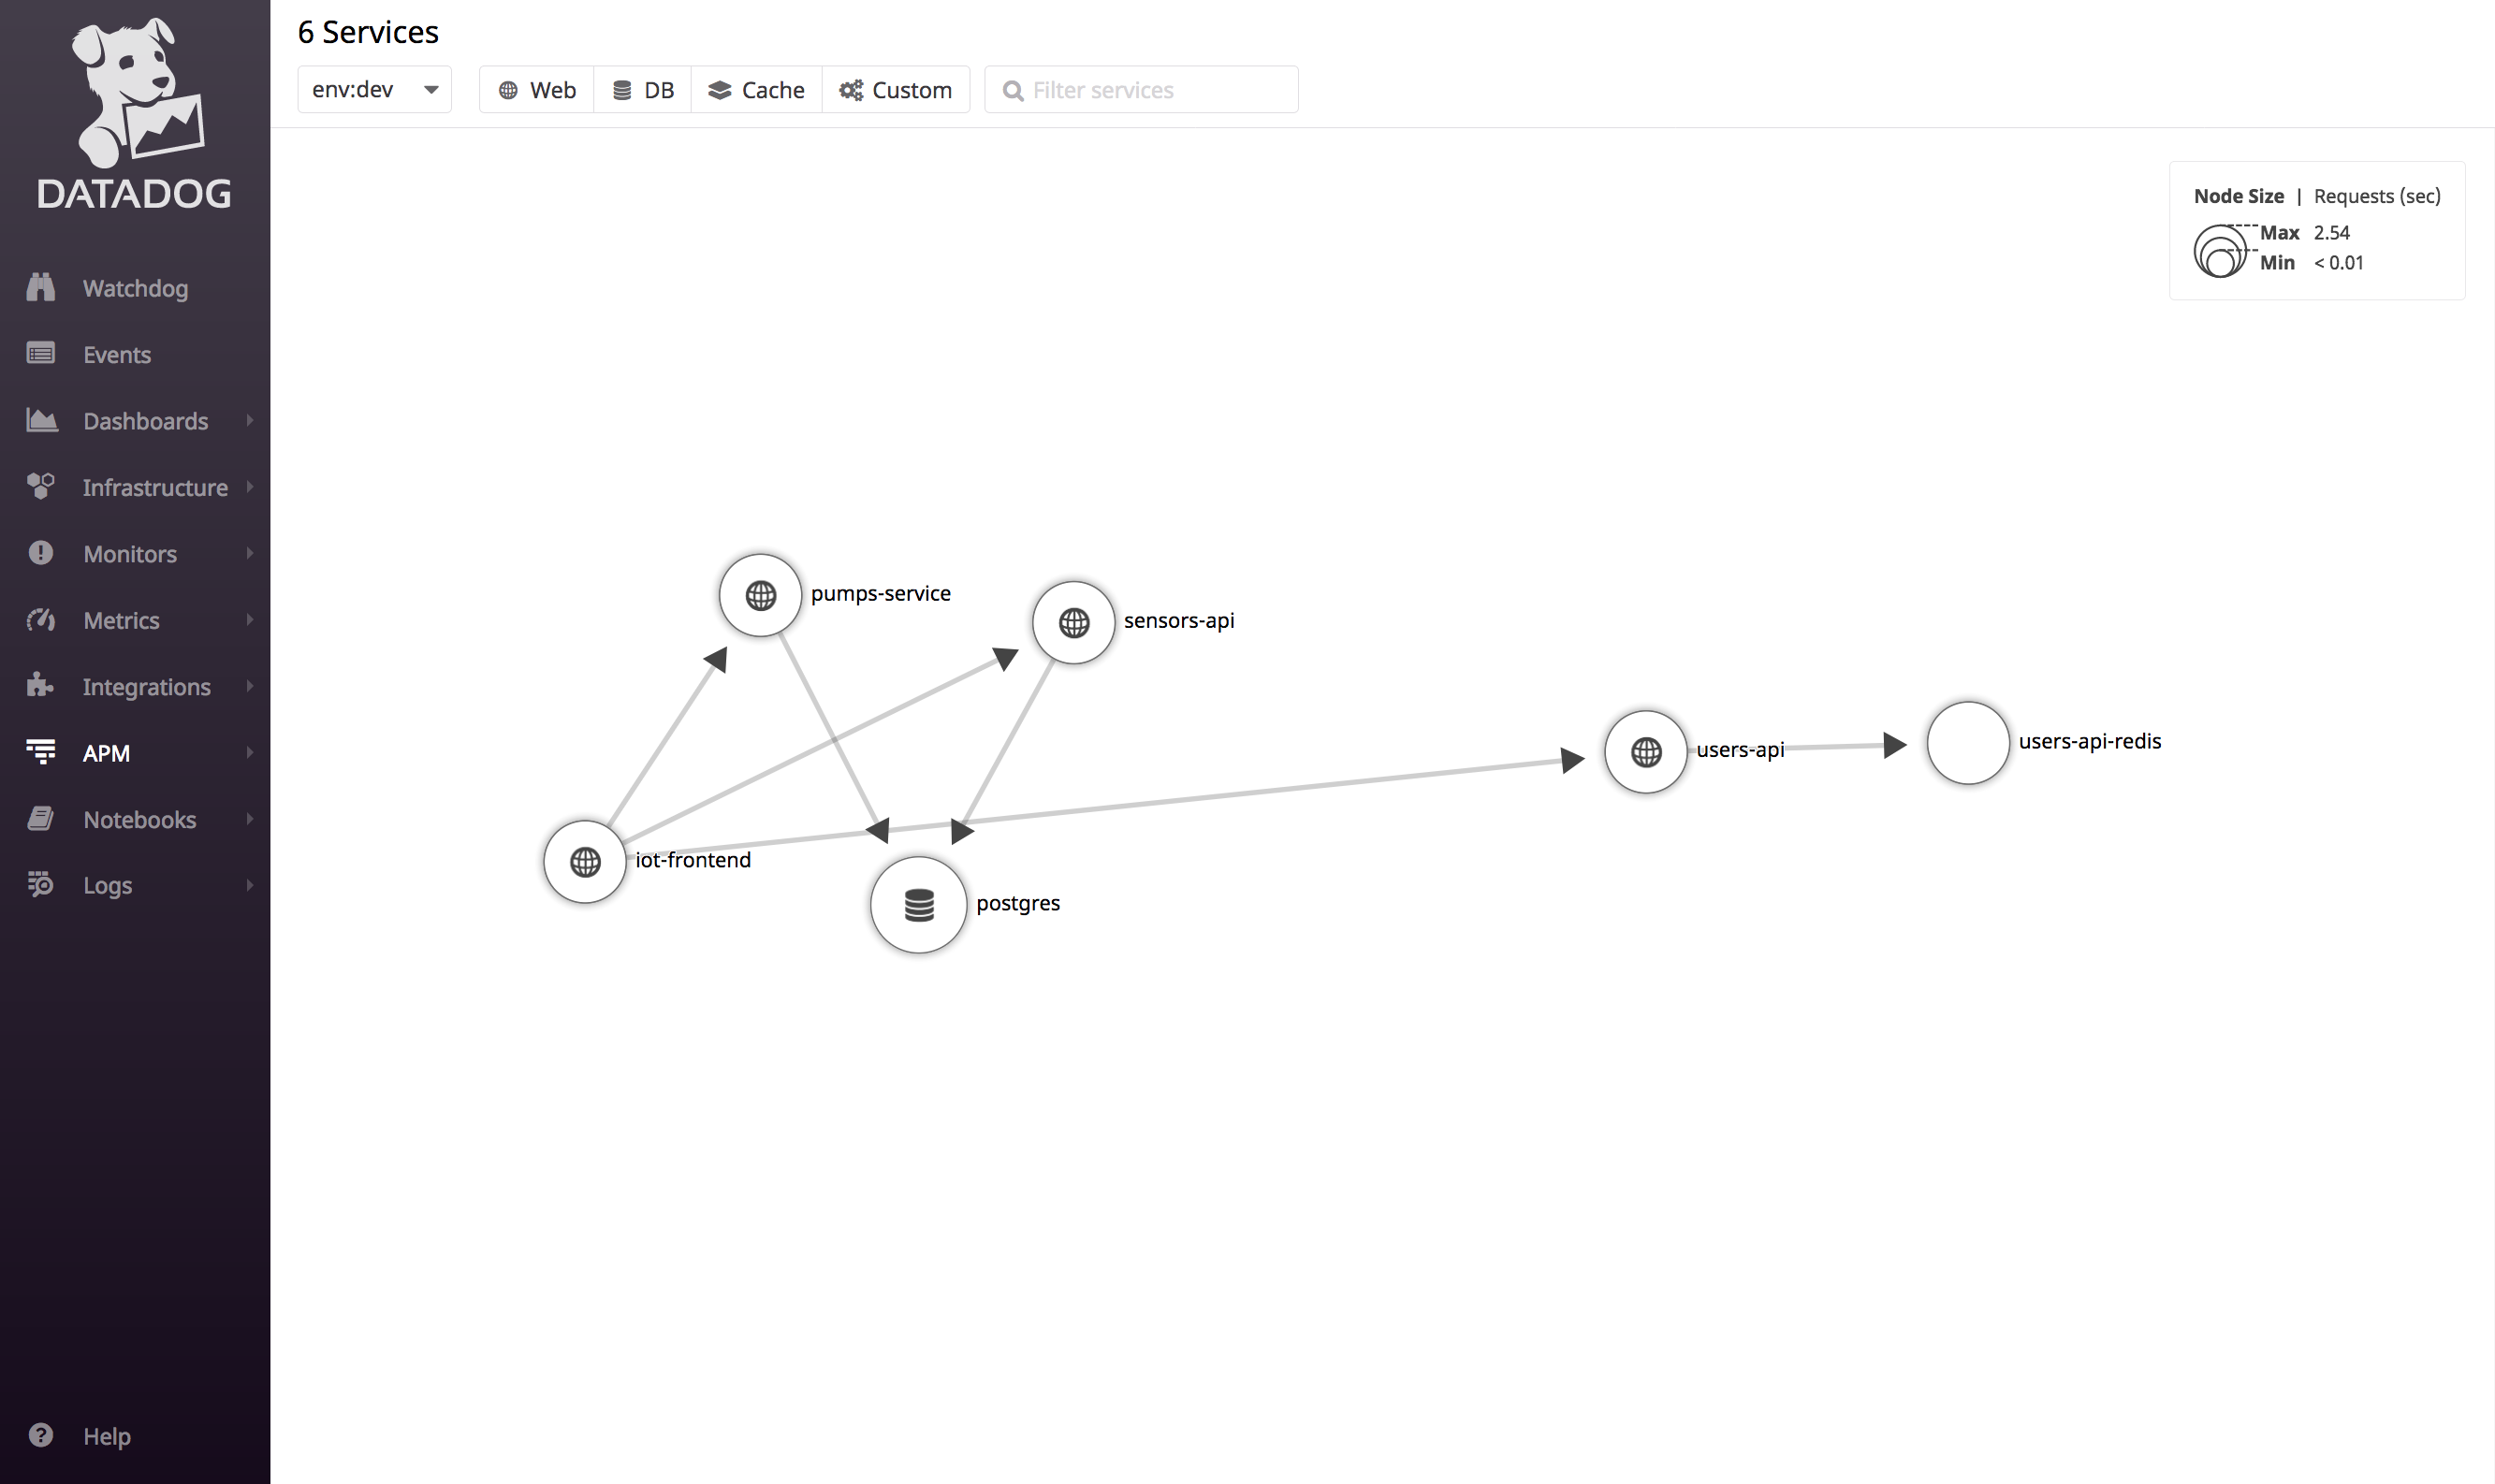 DATADOG
Watchdog
Events
Dashboards
Infrastructure
Monitors
Metrics
Integrations
APM
Notebooks
Logs
Help
6 Services
env:dev
Web
DB
Cache
Custom
Filter services
Node Size | Requests (sec)
Max 2.54
Min < 0.01
pumps-service
sensors-api
users-api
users-api-redis
iot-frontend
postgres